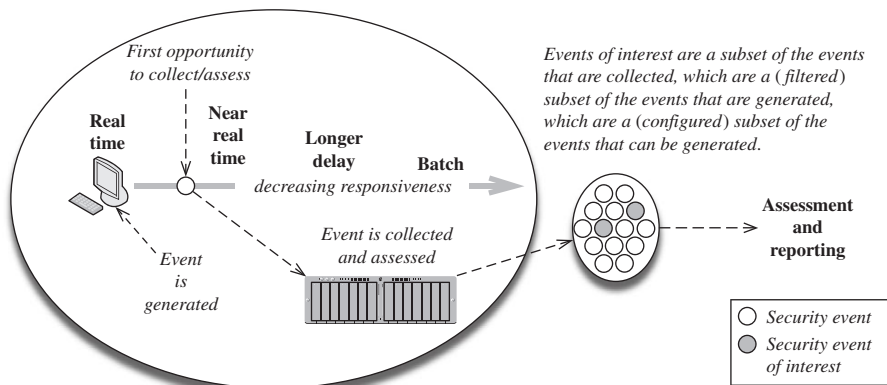 First opportunity
to collect/assess
Real
time
Near
real
time
Longer
delay
Batch
decreasing responsiveness
Event
is
generated
Event is collected
and assessed
Events of interest are a subset of the events
that are collected, which are a (filtered)
subset of the events that are generated,
which are a (configured) subset of the
events that can be generated.
Assessment
and
reporting
Security event
Security event
of interest